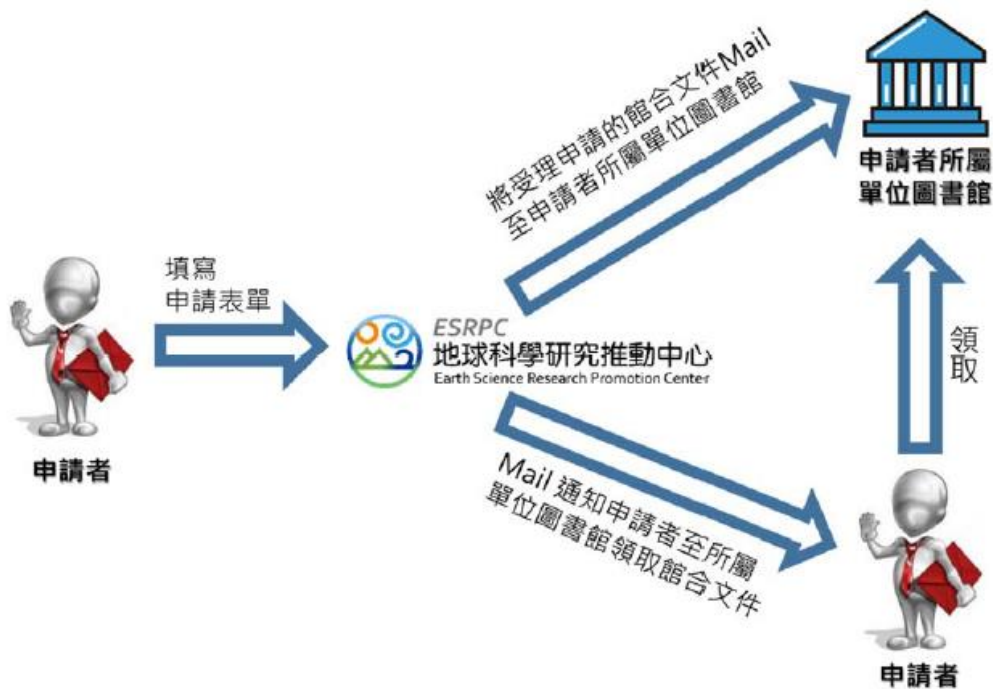 將受理申請的館合文件Mail
至申請者所屬單位圖書館
申請者所屬
單位圖書館
填寫
申請表單
ESRPC
地球科學研究推動中心
Earth Science Research Promotion Center
領取
申請者
Mail 通知申請者至所屬
單位圖書館領取館合文件
申請者